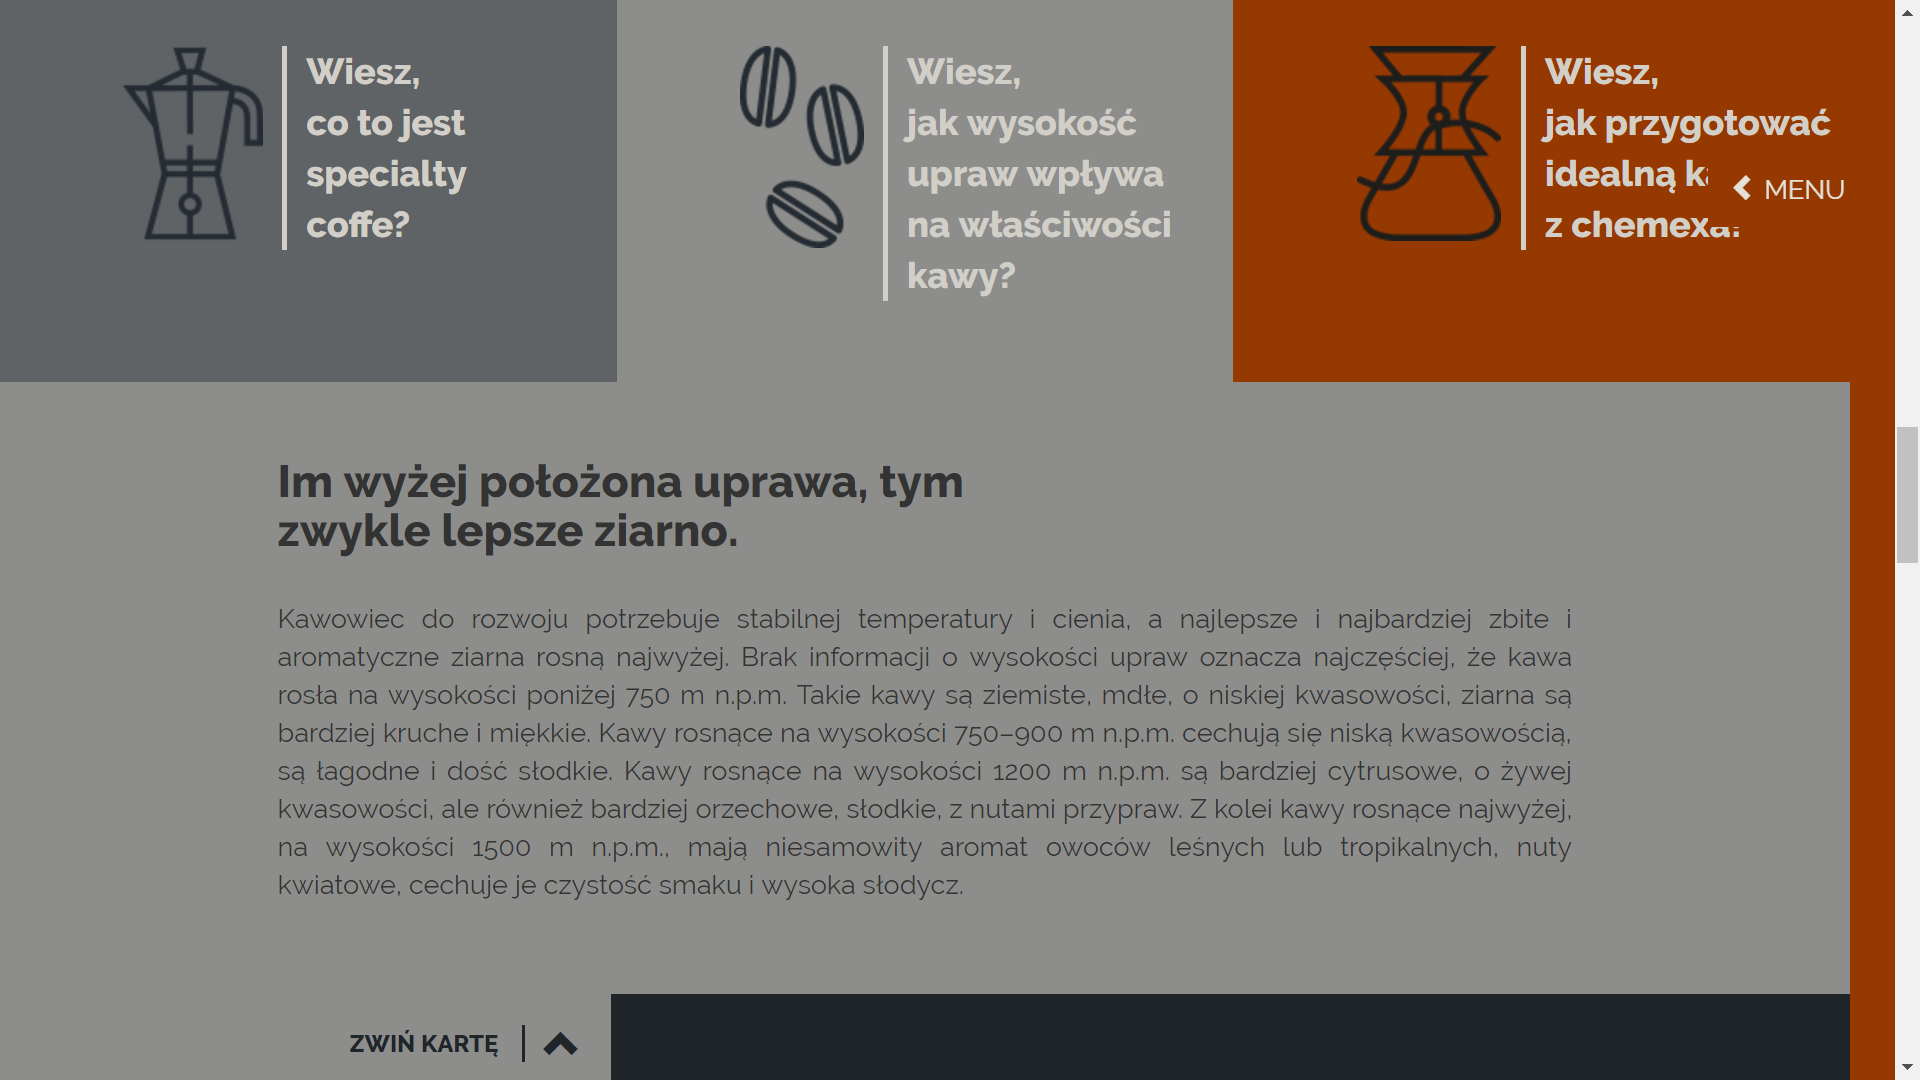 Wiesz,
co to jest
specialty
coffe?
Wiesz,
jak wysokość
upraw wpływa
na właściwości
kawy?
Wiesz,
jak przygotować
idealną
z chemexa?
MENU
Im wyżej położona uprawa, tym
zwykle lepsze ziarno.
Kawowiec do rozwoju potrzebuje stabilnej temperatury i cienia, a najlepsze i najbardziej zbite i
aromatyczne ziarna rosną najwyżej. Brak informacji o wysokości upraw oznacza najczęściej, że kawa
rosła na wysokości poniżej 750 m n.p.m. Takie kawy są ziemiste, mdłe, o niskiej kwasowości, ziarna są
bardziej kruche i miękkie. Kawy rosnące na wysokości 750–900 m n.p.m. cechują się niską kwasowością,
są łagodne i dość słodkie. Kawy rosnące na wysokości 1200 m n.p.m. są bardziej cytrusowe, o żywej
kwasowości, ale również bardziej orzechowe, słodkie, z nutami przypraw. Z kolei kawy rosnące najwyżej,
na wysokości 1500 m n.p.m., mają niesamowity aromat owoców leśnych lub tropikalnych, nuty
kwiatowe, cechuje je czystość smaku i wysoka słodycz.
ZWIŃ KARTĘ